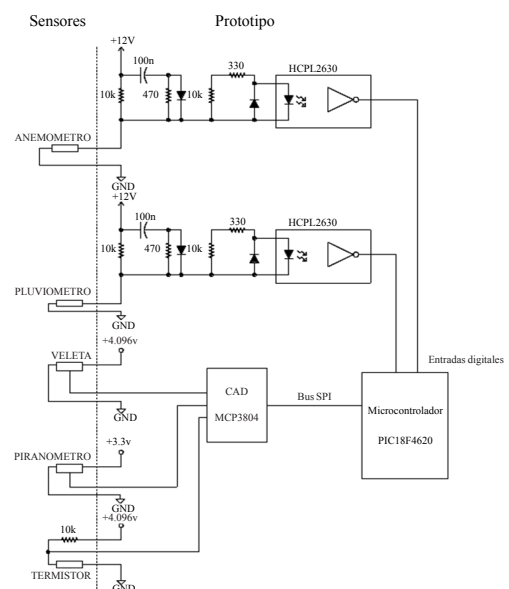 Sensores
Prototipo
+12V
100n
330
HCPL2630
10k
470
10k
ANEMOMETRO
GND
+12V
100n
330
HCPL2630
10k
470
10k
PLUVIOMETRO
GND
+4.096v
VELETA
Entradas digitales
CAD
MCP3804
Bus SPI
Microcontrolador
PIC18F4620
GND
+3.3v
PIRANOMETRO
GND
+4.096v
10k
TERMISTOR
GND